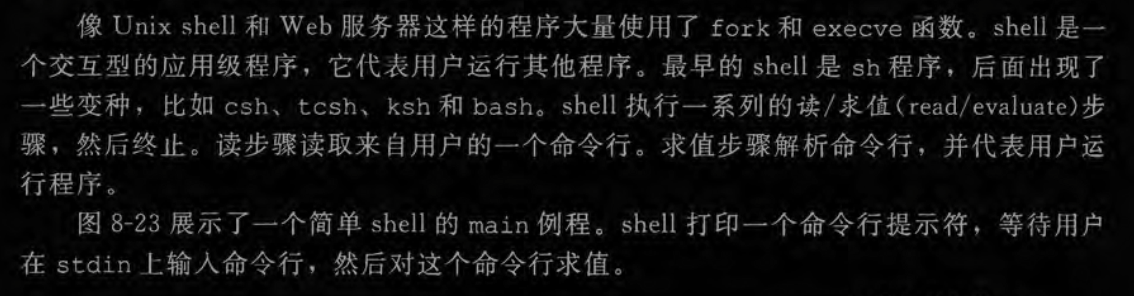 像 Unix shell 和 Web 服务器这样的程序大量使用了 fork 和 execve 函数。shell 是一
个交互型的应用级程序，它代表用户运行其他程序。最早的 shell 是 sh 程序，后面出现了
一些变种，比如 csh、tcsh、ksh 和 bash。shell 执行一系列的读/求值(read/evaluate)步
骤，然后终止。读步骤读取来自用户的一个命令行。求值步骤解析命令行，并代表用户运
行程序。
图 8-23 展示了一个简单 shell 的 main 例程。shell 打印一个命令行提示符，等待用户
在 stdin 上输入命令行，然后对这个命令行求值。